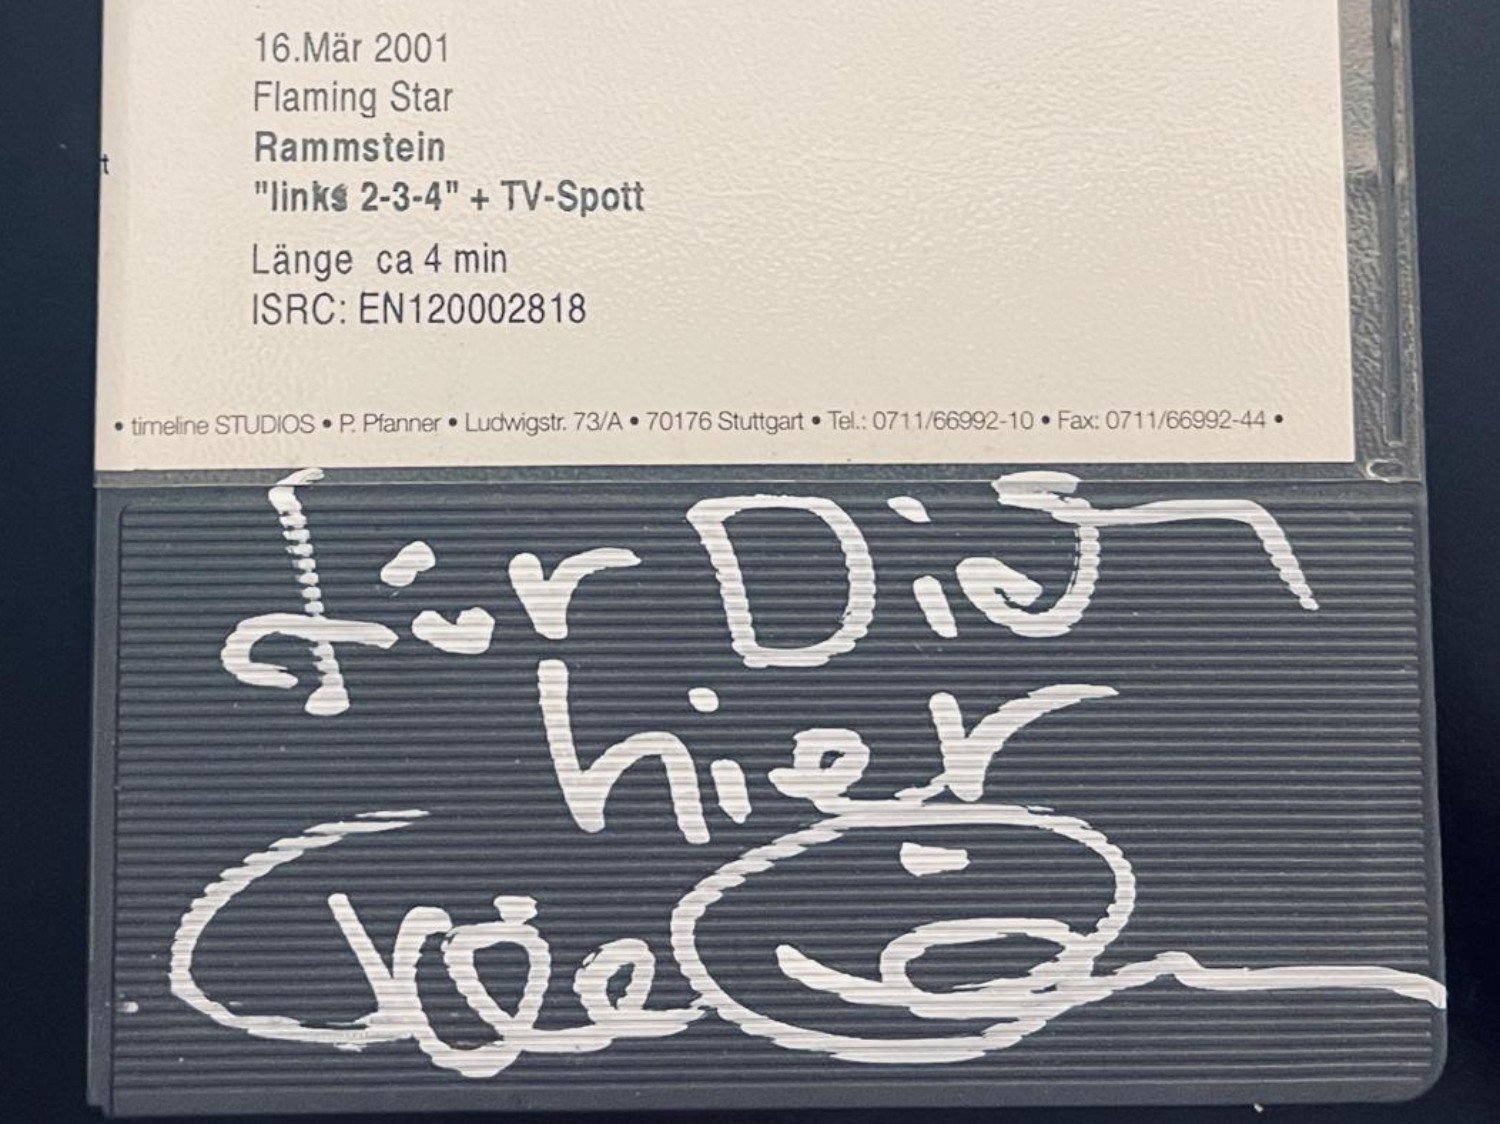 16.Mär 2001
Flaming Star
Rammstein
"links 2-3-4" + TV-Spott
Länge ca 4 min
ISRC: EN120002818
t
• timeline STUDIOS • P. Pfanner • Ludwigstr. 73/A • 70176 Stuttgart • Tel.: 0711/66992-10 • Fax: 0711/66992-44 •
für Dich
hier